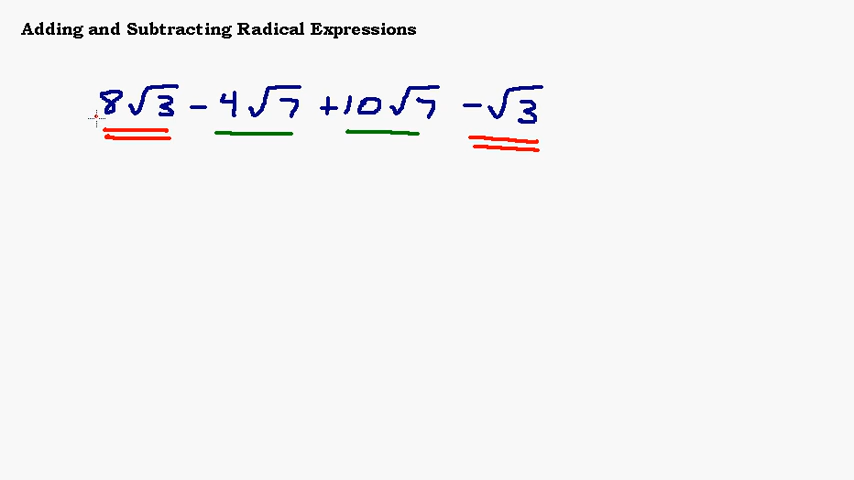 Adding and Subtracting Radical Expressions
8√3 - 4√7 +10√7 -√3